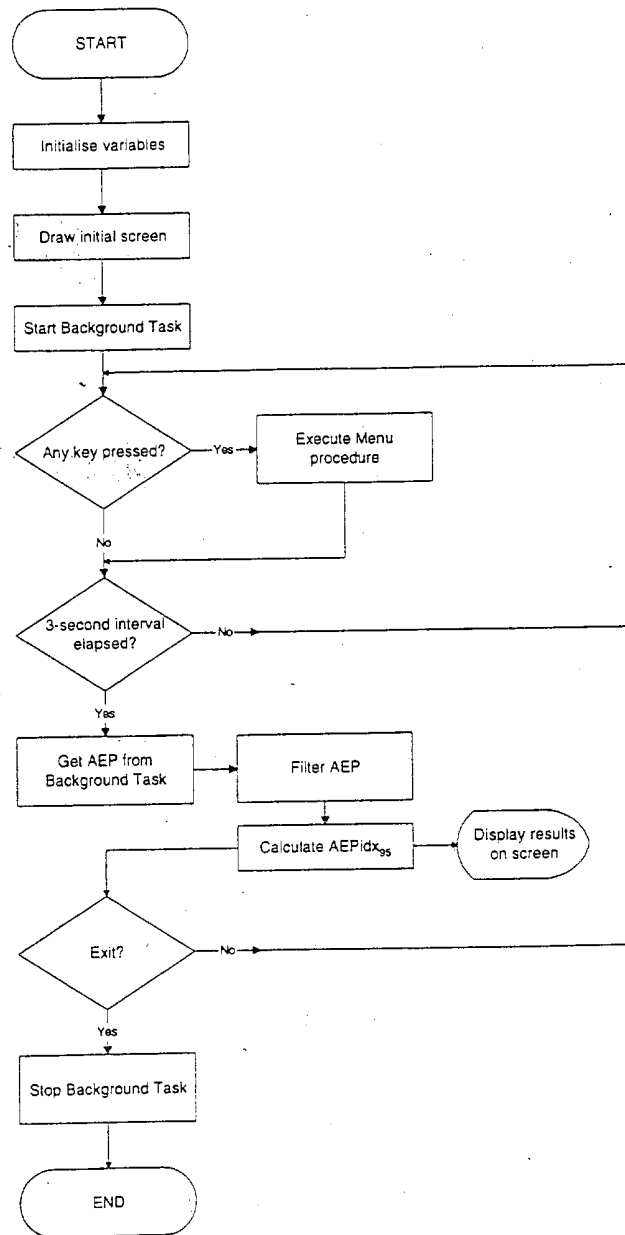 START
Initialise variables
Draw initial screen
Start Background Task
Any key pressed?
Yes
Execute Menu
procedure
No
3-second interval
elapsed?
No
Yes
Get AEP from
Background Task
Filter AEP
Calculate AEPidx₉₅
Display results
on screen
Exit?
No
Yes
Stop Background Task
END